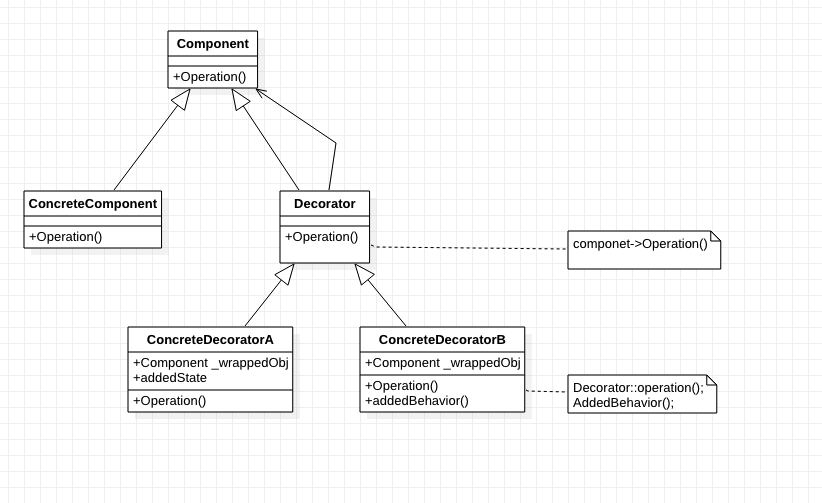 Component
+Operation()
ConcreteComponent
+Operation()
Decorator
+Operation()
componet->Operation()
ConcreteDecoratorA
+Component _wrappedObj
+addedState
+Operation()
ConcreteDecoratorB
+Component _wrappedObj
+Operation()
+addedBehavior()
Decorator::operation();
AddedBehavior();